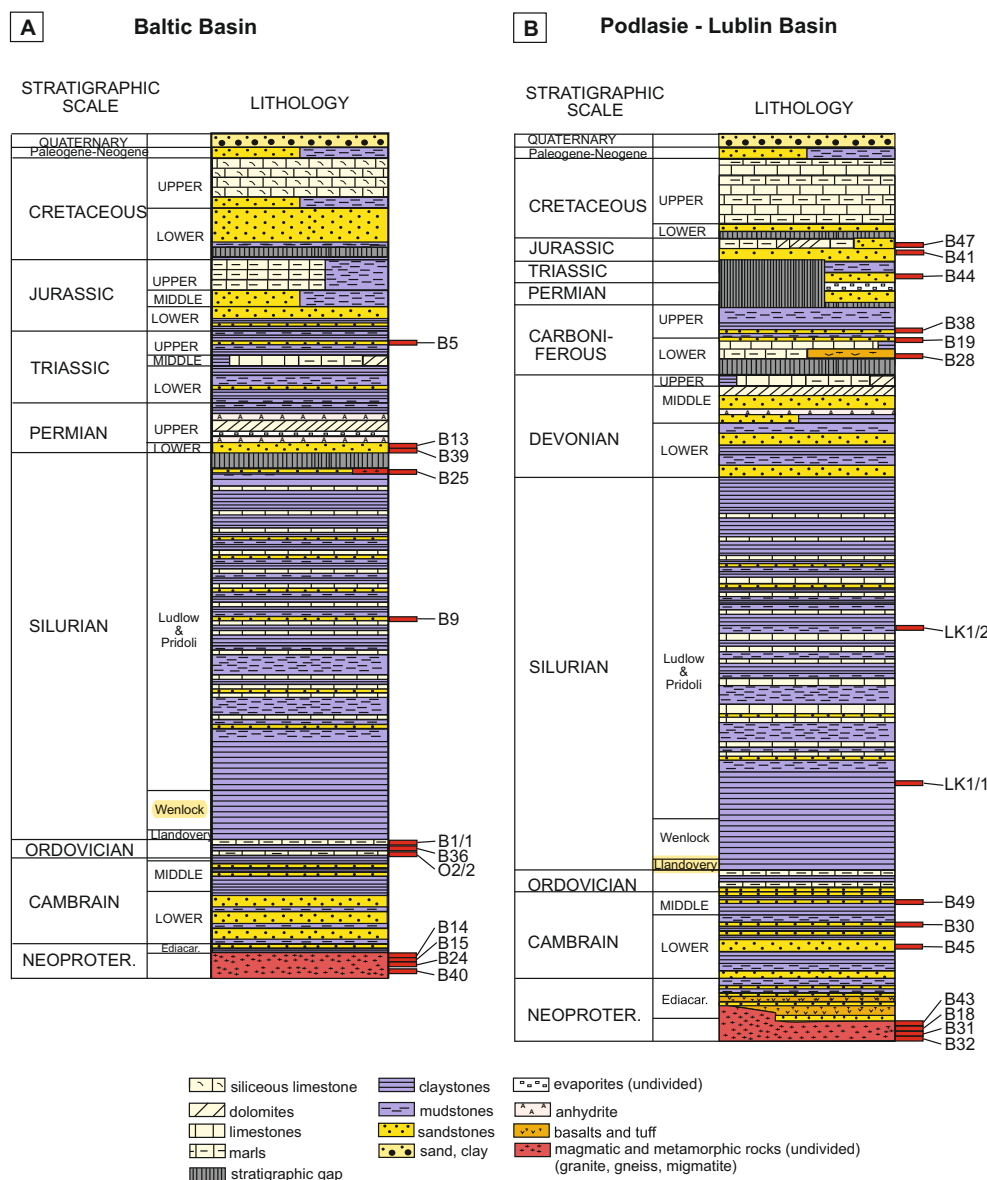 A
Baltic Basin
STRATIGRAPHIC
SCALE
LITHOLOGY
QUATERNARY
Paleogene-Neogene
CRETACEOUS
UPPER
LOWER
JURASSIC
UPPER
MIDDLE
LOWER
TRIASSIC
UPPER
MIDDLE
LOWER
PERMIAN
UPPER
LOWER
SILURIAN
Ludlow
&
Pridoli
Wenlock
Llandovery
ORDOVICIAN
CAMBRAIN
MIDDLE
LOWER
NEOPROTER.
Ediacar.
B5
B13
B39
B25
B9
B1/1
B36
O2/2
B14
B15
B24
B40
B
Podlasie - Lublin Basin
STRATIGRAPHIC
SCALE
LITHOLOGY
QUATERNARY
Paleogene-Neogene
CRETACEOUS
UPPER
LOWER
JURASSIC
TRIASSIC
PERMIAN
CARBONI-
FEROUS
UPPER
LOWER
DEVONIAN
UPPER
MIDDLE
LOWER
SILURIAN
Ludlow
&
Pridoli
Wenlock
Llandovery
ORDOVICIAN
CAMBRAIN
MIDDLE
LOWER
NEOPROTER.
Ediacar.
B47
B41
B44
B38
B19
B28
LK1/2
LK1/1
B49
B30
B45
B43
B18
B31
B32
siliceous limestone
dolomites
limestones
marls
stratigraphic gap
claystones
mudstones
sandstones
sand, clay
evaporites (undivided)
anhydrite
basalts and tuff
magmatic and metamorphic rocks (undivided)
(granite, gneiss, migmatite)